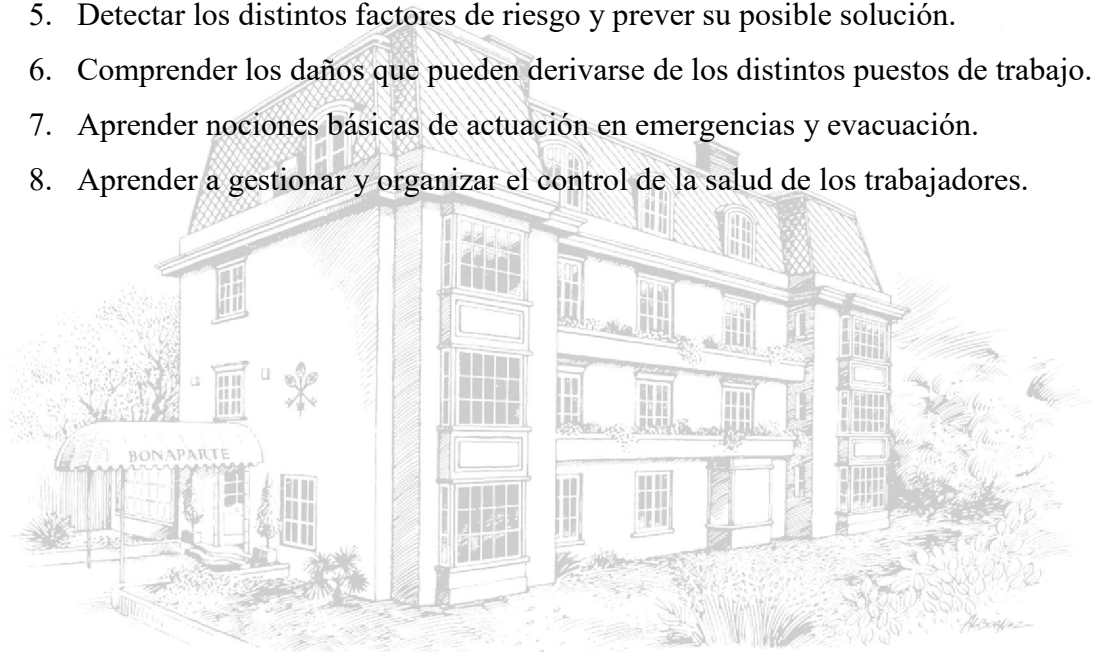 5. Detectar los distintos factores de riesgo y prever su posible solución.
6. Comprender los daños que pueden derivarse de los distintos puestos de trabajo.
7. Aprender nociones básicas de actuación en emergencias y evacuación.
8. Aprender a gestionar y organizar el control de la salud de los trabajadores.
BONAPARTE